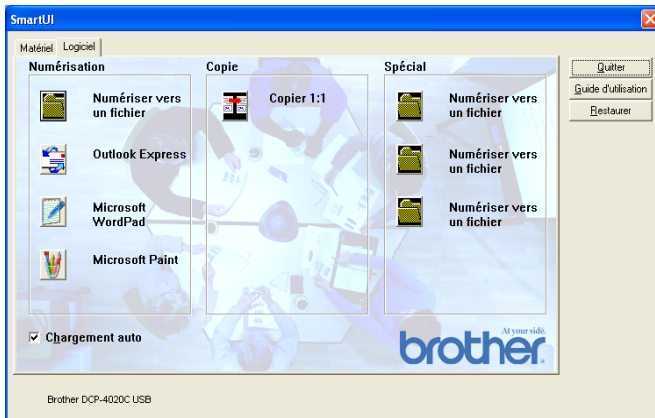 SmartUI
Matériel
Logiciel
Numérisation
Copie
Spécial
Numériser vers
un fichier
Outlook Express
Microsoft
WordPad
Microsoft Paint
Copier 1:1
Numériser vers
un fichier
Numériser vers
un fichier
Numériser vers
un fichier
Quitter
Guide d'utilisation
Restaurer
Chargement auto
At your side.
brother
Brother DCP-4020C USB